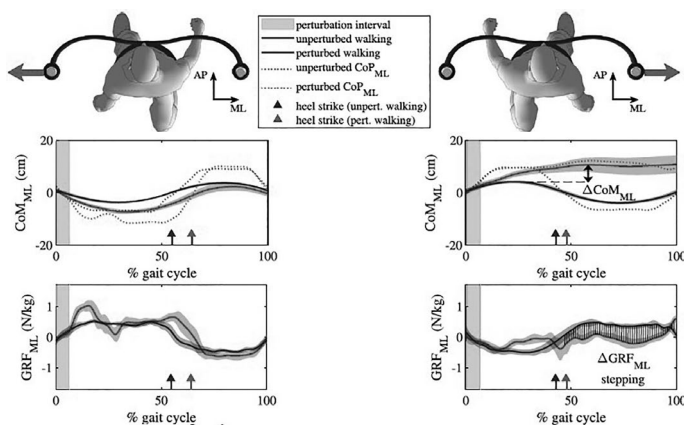 AP
ML
perturbation interval
unperturbed walking
perturbed walking
unperturbed CoP_ML
perturbed CoP_ML
heel strike (unpert. walking)
heel strike (pert. walking)
AP
ML
CoM_ML (cm)
20
0
-20
0
50
100
% gait cycle
CoM_ML (cm)
20
0
-20
ΔCoM_ML
0
50
100
% gait cycle
GRF_ML (N/kg)
1
0
-1
0
50
100
% gait cycle
GRF_ML (N/kg)
1
0
-1
ΔGRF_ML
stepping
0
50
100
% gait cycle